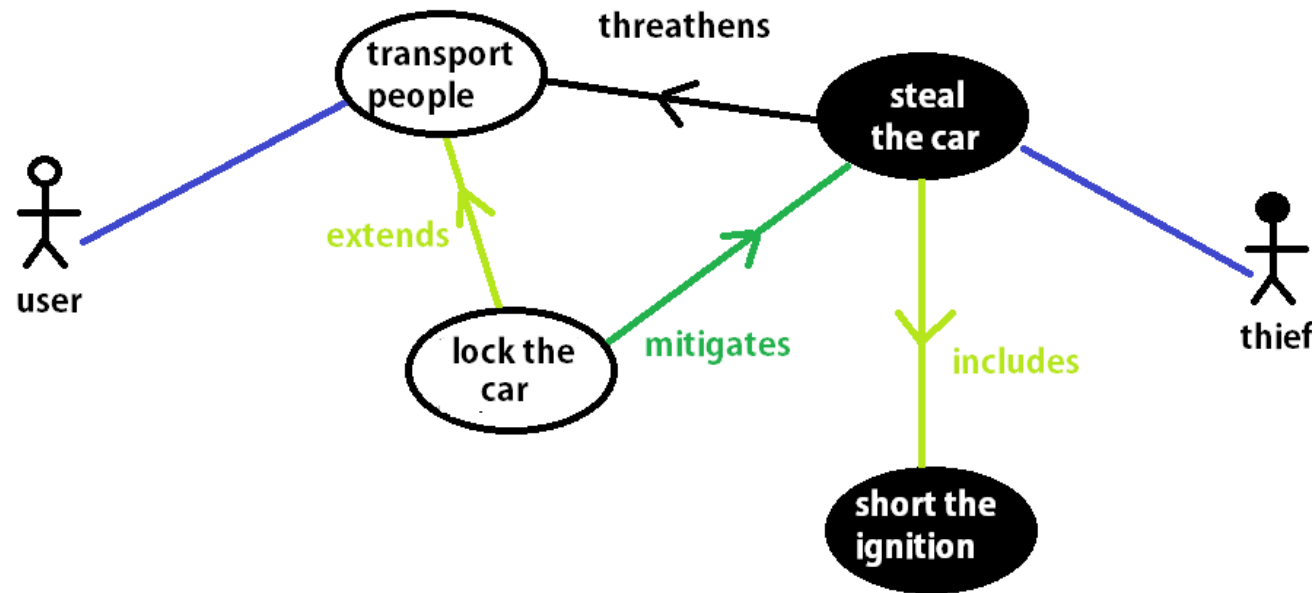 threathens
transport
people
steal
the car
user
extends
lock the
car
mitigates
includes
thief
short the
ignition